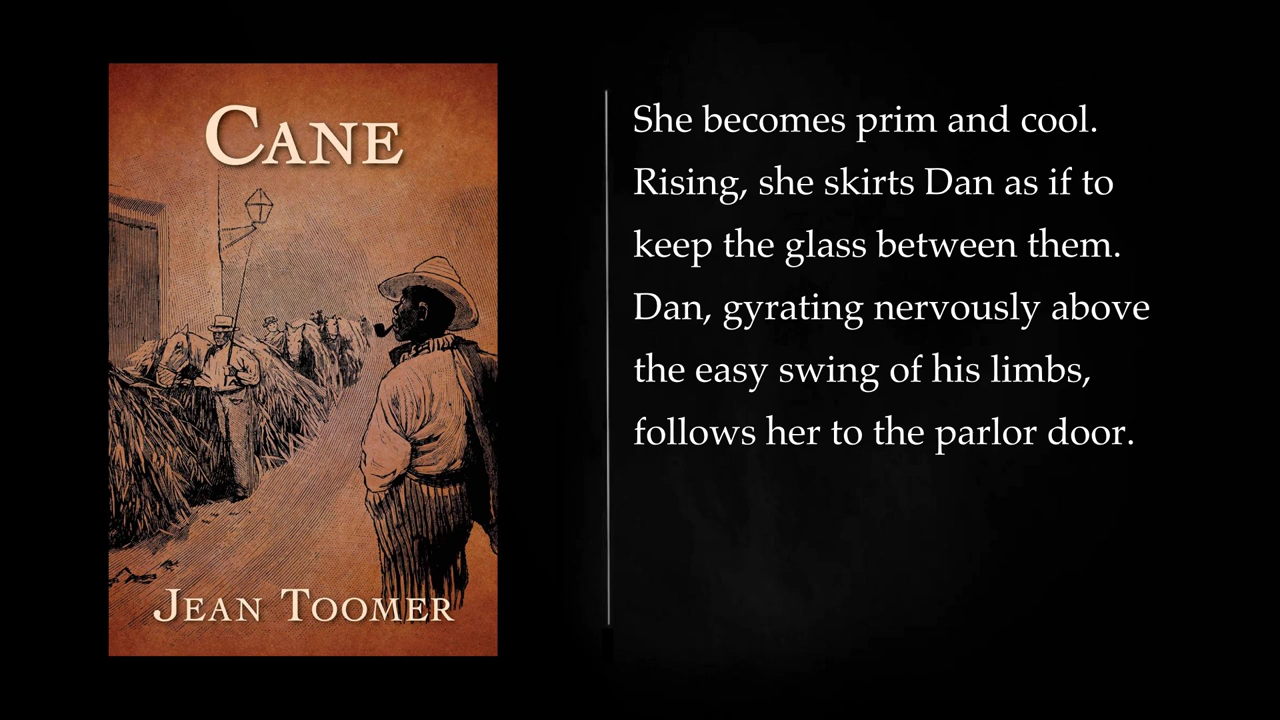 CANE
JEAN TOOMER
She becomes prim and cool.
Rising, she skirts Dan as if to
keep the glass between them.
Dan, gyrating nervously above
the easy swing of his limbs,
follows her to the parlor door.